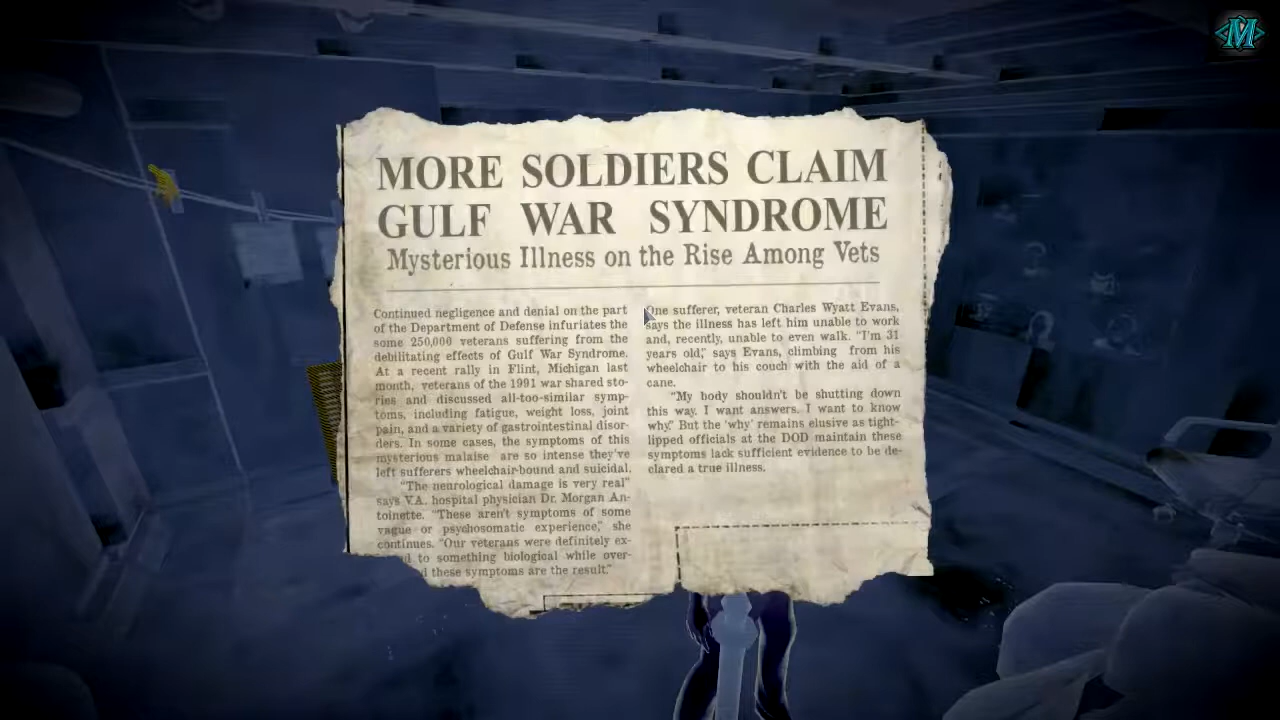 MORE SOLDIERS CLAIM
GULF WAR SYNDROME
Mysterious Illness on the Rise Among Vets
Continued negligence and denial on the part
of the Department of Defense infuriates the
some 250,000 veterans suffering from the
debilitating effects of Gulf War Syndrome.
At a recent rally in Flint, Michigan last
month, veterans of the 1991 war shared sto-
ries and discussed all-too-similar symp-
toms, including fatigue, weight loss, joint
pain, and a variety of gastrointestinal disor-
ders. In some cases, the symptoms of this
mysterious malaise are so intense they've
left sufferers wheelchair-bound and suicidal.
"The neurological damage is very real"
says V.A. hospital physician Dr. Morgan An-
toinette. "These aren't symptoms of some
vague or psychosomatic experience," she
continues. "Our veterans were definitely ex-
d to something biological while over-
these symptoms are the result."
One sufferer, veteran Charles Wyatt Evans,
says the illness has left him unable to work
and, recently, unable to even walk. "I'm 31
years old," says Evans, climbing from his
wheelchair to his couch with the aid of a
cane.
"My body shouldn't be shutting down
this way. I want answers. I want to know
why." But the 'why' remains elusive as tight-
lipped officials at the DOD maintain these
symptoms lack sufficient evidence to be de-
clared a true illness.
M